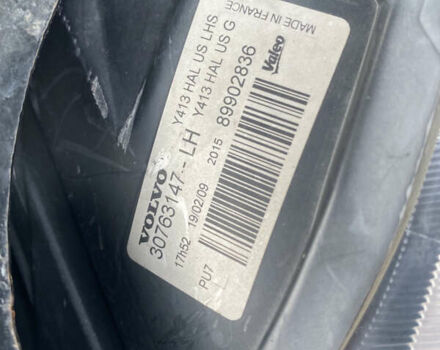 VOLVO
Y413 HAL US LHS
Y413 HAL US G
MADE IN FRANCE
30763147 - LH
89902836
Valeo
17h52 19/02/09 2015
PU7